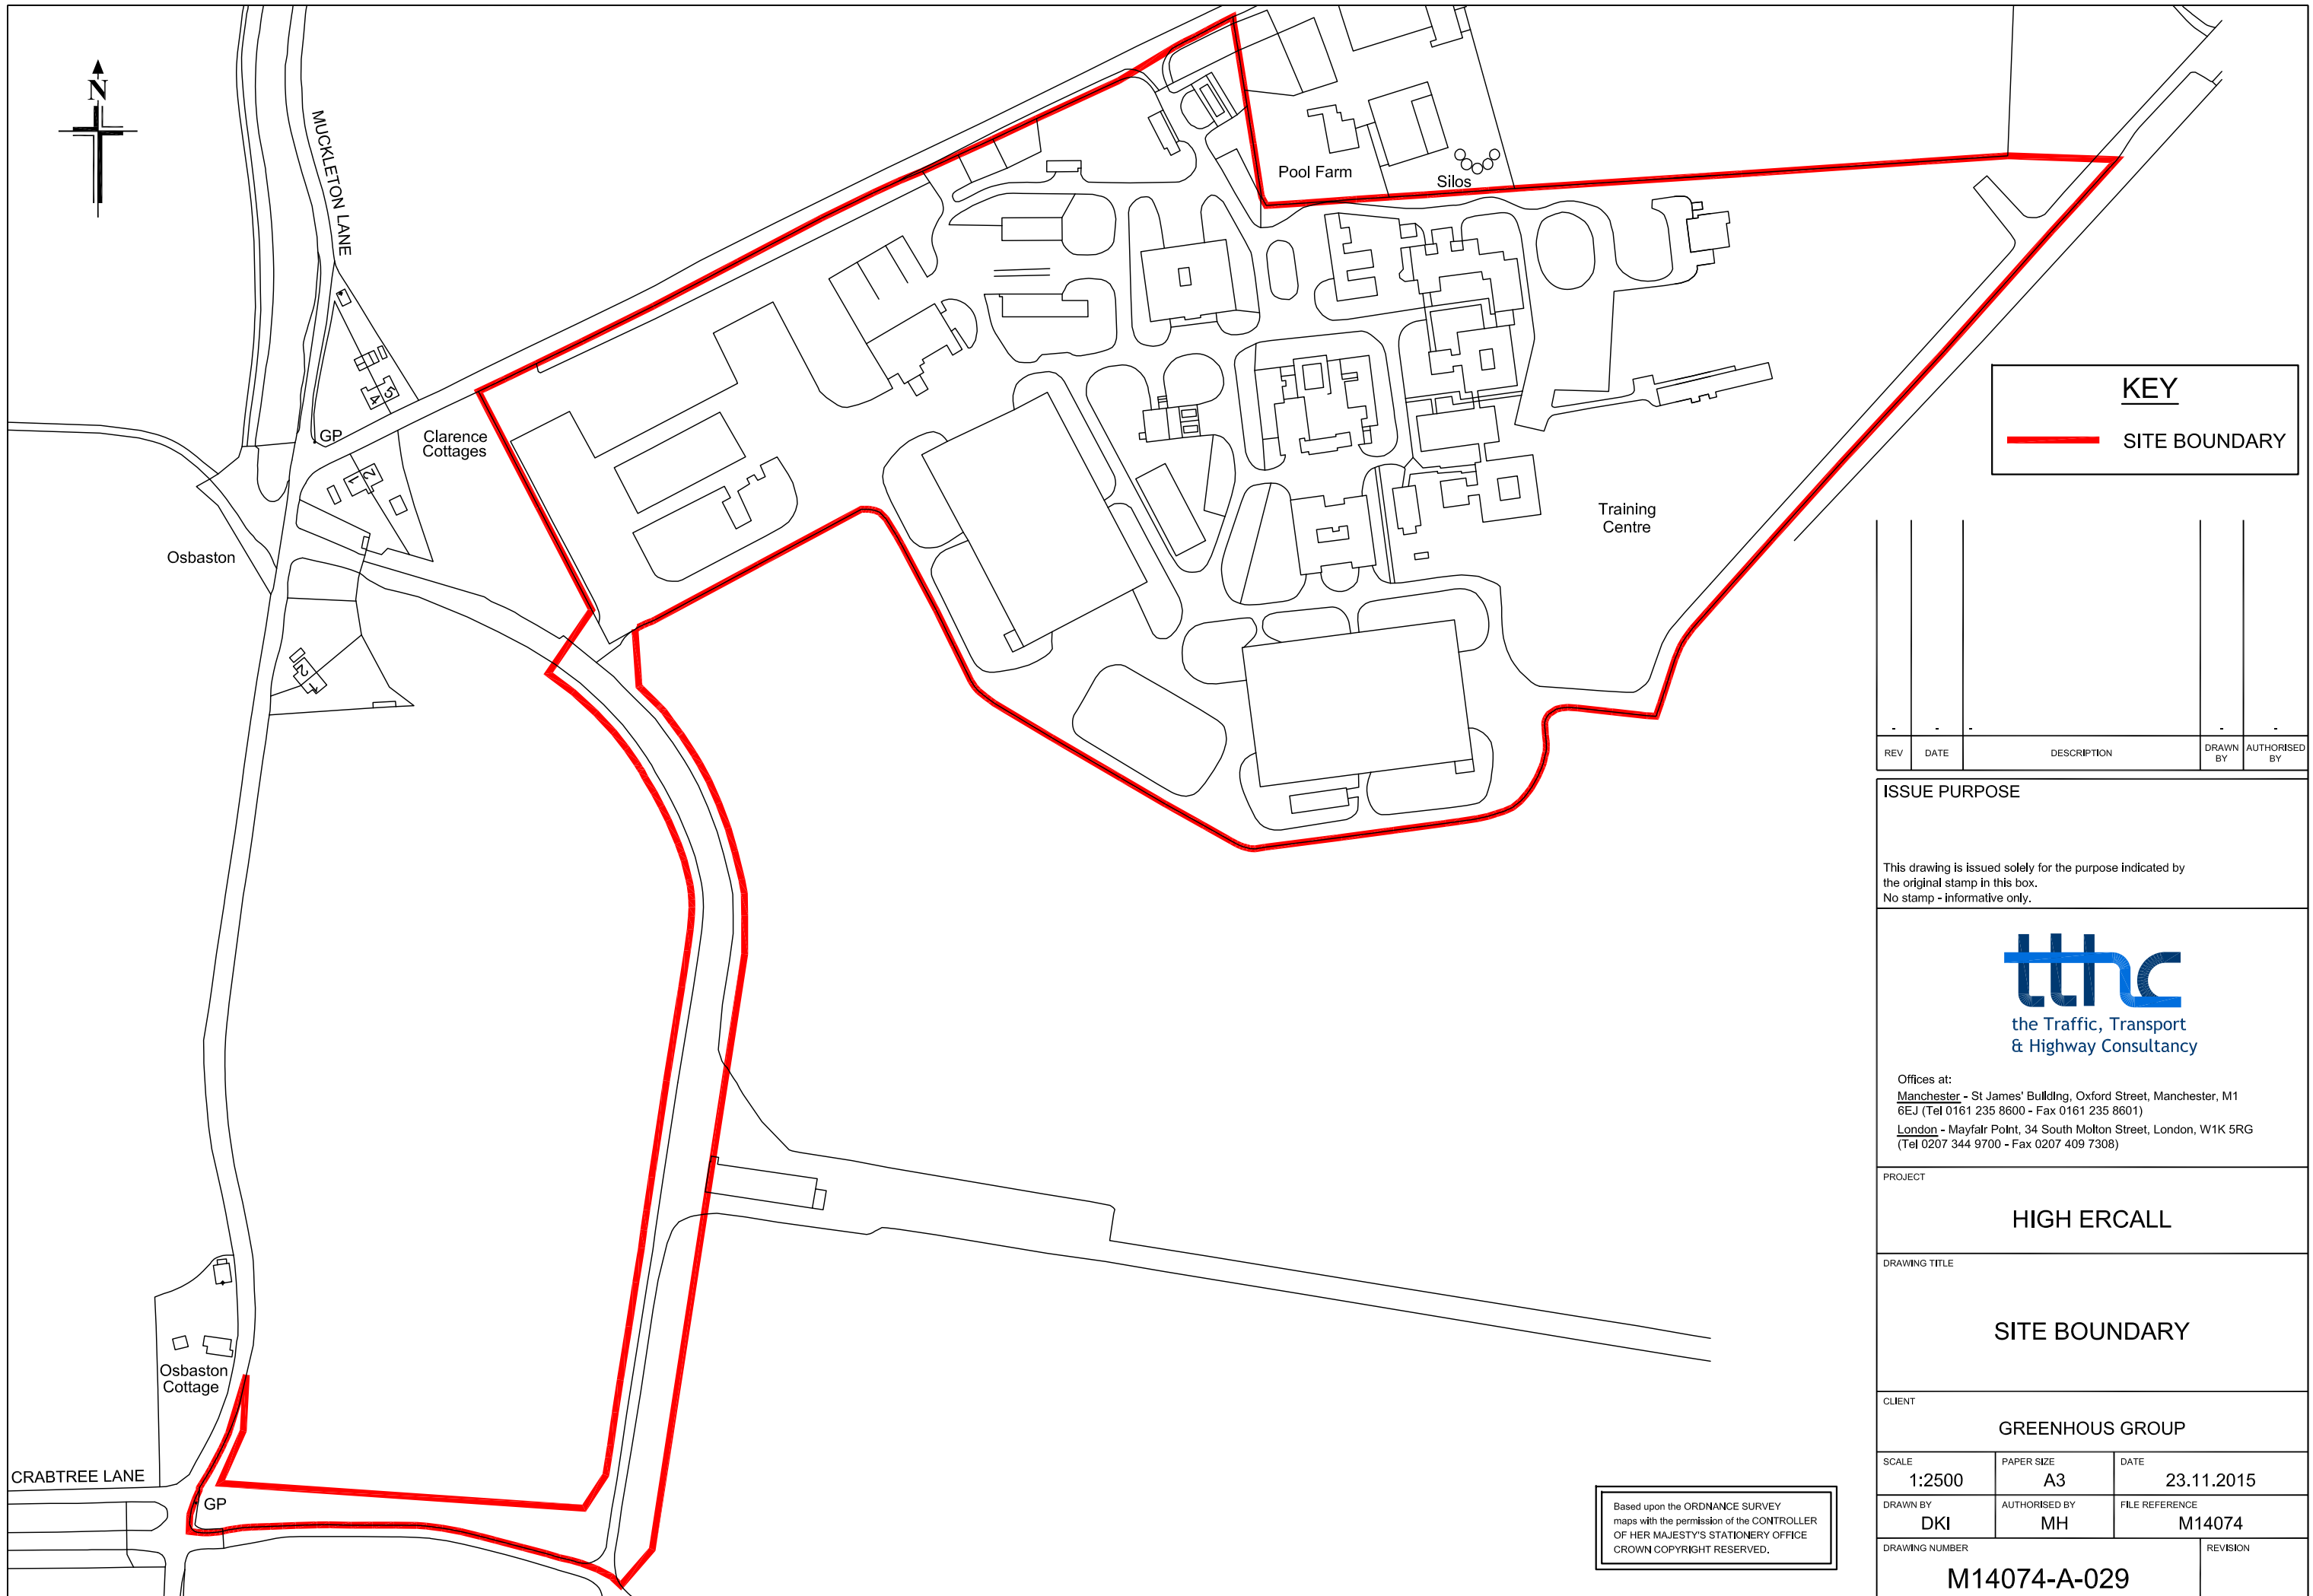 N
MUCKLETON LANE
Pool Farm
Silos
5
4
GP
Clarence
Cottages
2
1
Osbaston
2
1
Training
Centre
Osbaston
Cottage
CRABTREE LANE
GP
KEY
SITE BOUNDARY
- - - - -
REV DATE DESCRIPTION DRAWN BY AUTHORISED BY
ISSUE PURPOSE
This drawing is issued solely for the purpose indicated by
the original stamp in this box.
No stamp - informative only.
tthc
the Traffic, Transport
& Highway Consultancy
Offices at:
Manchester - St James' Building, Oxford Street, Manchester, M1
6EJ (Tel 0161 235 8600 - Fax 0161 235 8601)
London - Mayfair Point, 34 South Molton Street, London, W1K 5RG
(Tel 0207 344 9700 - Fax 0207 409 7308)
PROJECT
HIGH ERCALL
DRAWING TITLE
SITE BOUNDARY
CLIENT
GREENHOUS GROUP
SCALE PAPER SIZE DATE
1:2500 A3 23.11.2015
DRAWN BY AUTHORISED BY FILE REFERENCE
DKI MH M14074
DRAWING NUMBER REVISION
M14074-A-029
Based upon the ORDNANCE SURVEY
maps with the permission of the CONTROLLER
OF HER MAJESTY'S STATIONERY OFFICE
CROWN COPYRIGHT RESERVED.